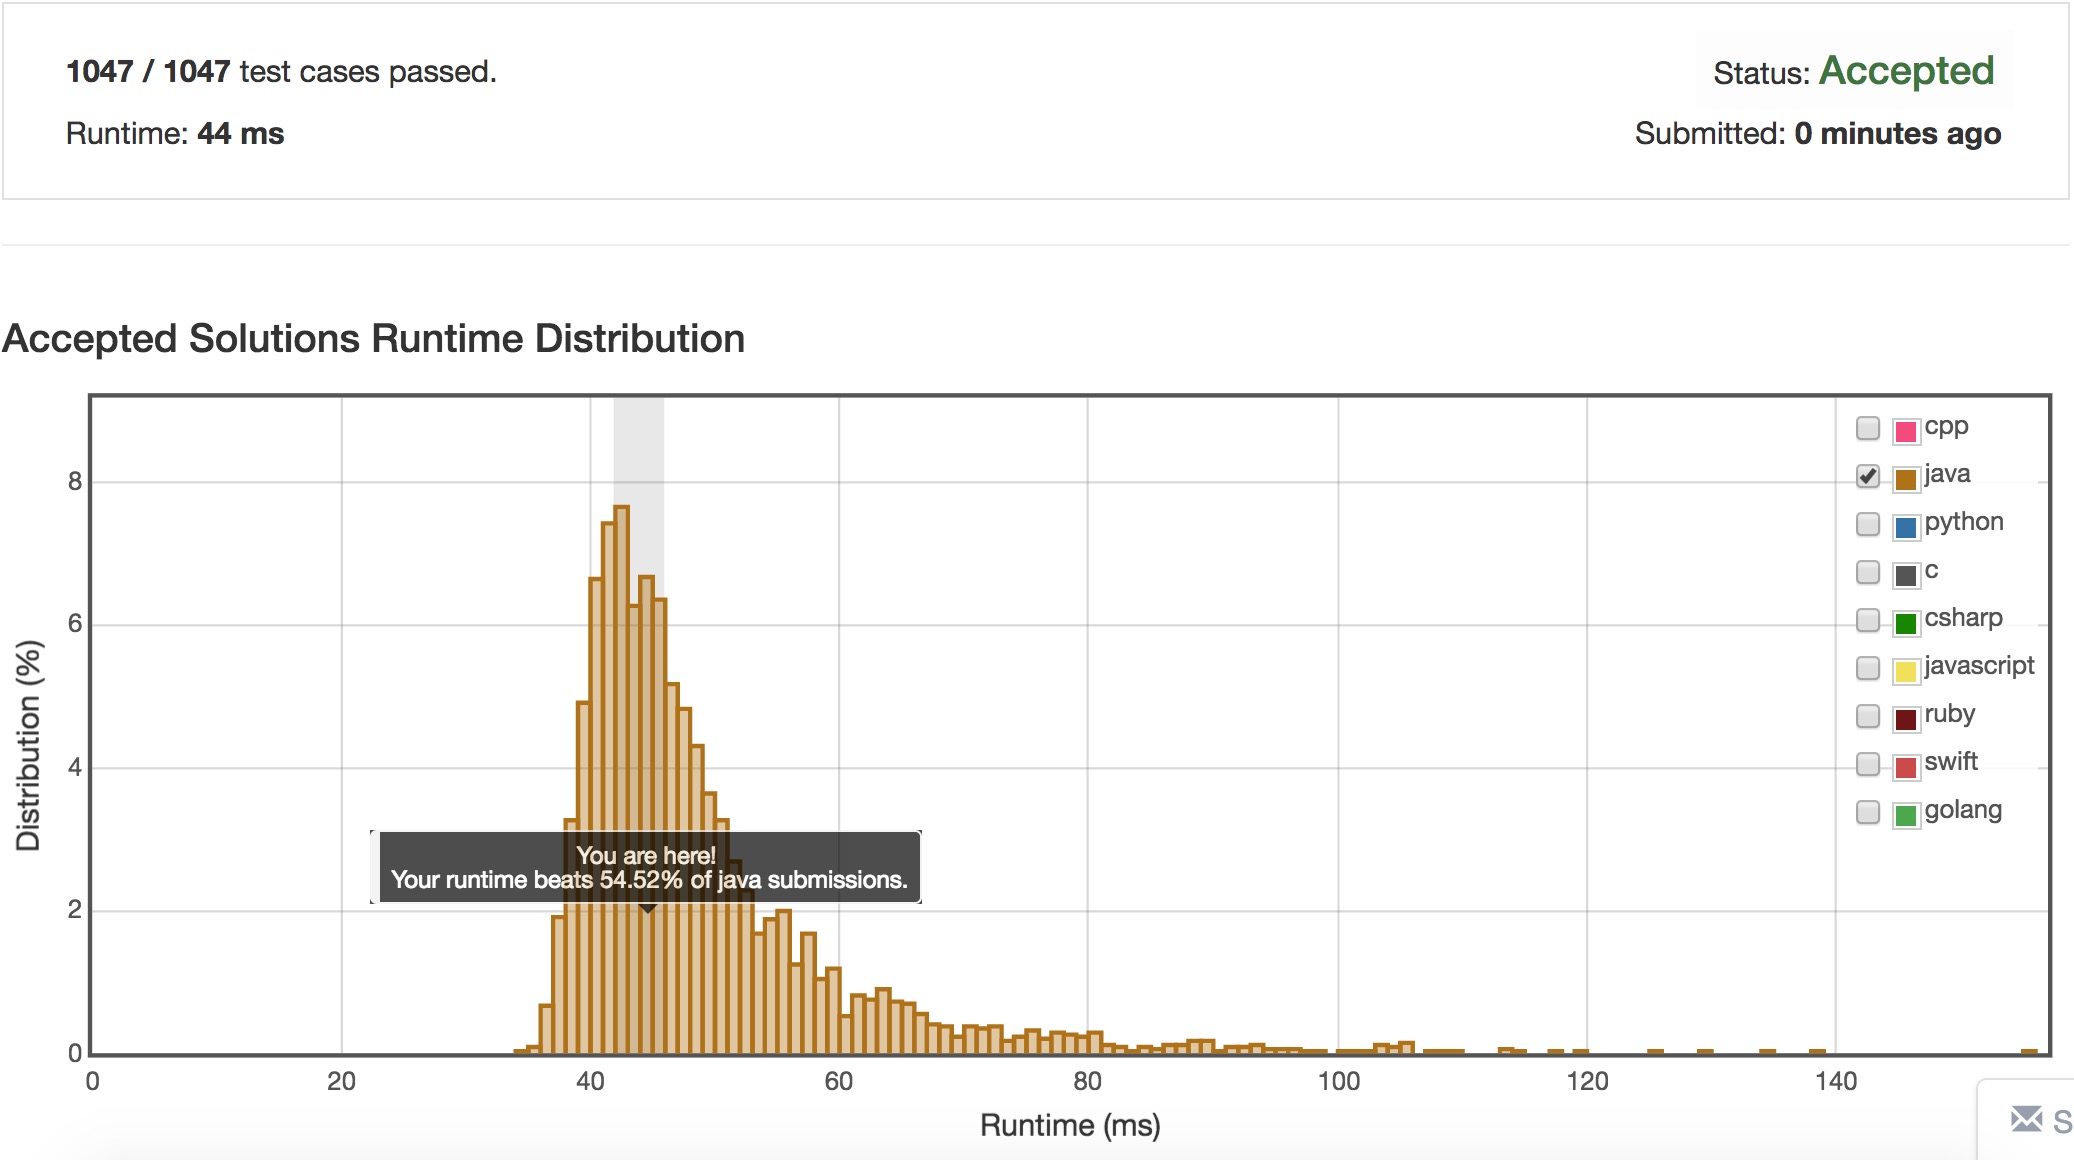 1047 / 1047 test cases passed.
Status: Accepted
Runtime: 44 ms
Submitted: 0 minutes ago
Accepted Solutions Runtime Distribution
cpp
java
python
c
csharp
javascript
ruby
swift
golang
8
6
4
2
0
Distribution (%)
You are here!
Your runtime beats 54.52% of java submissions.
0 20 40 60 80 100 120 140
Runtime (ms)
S